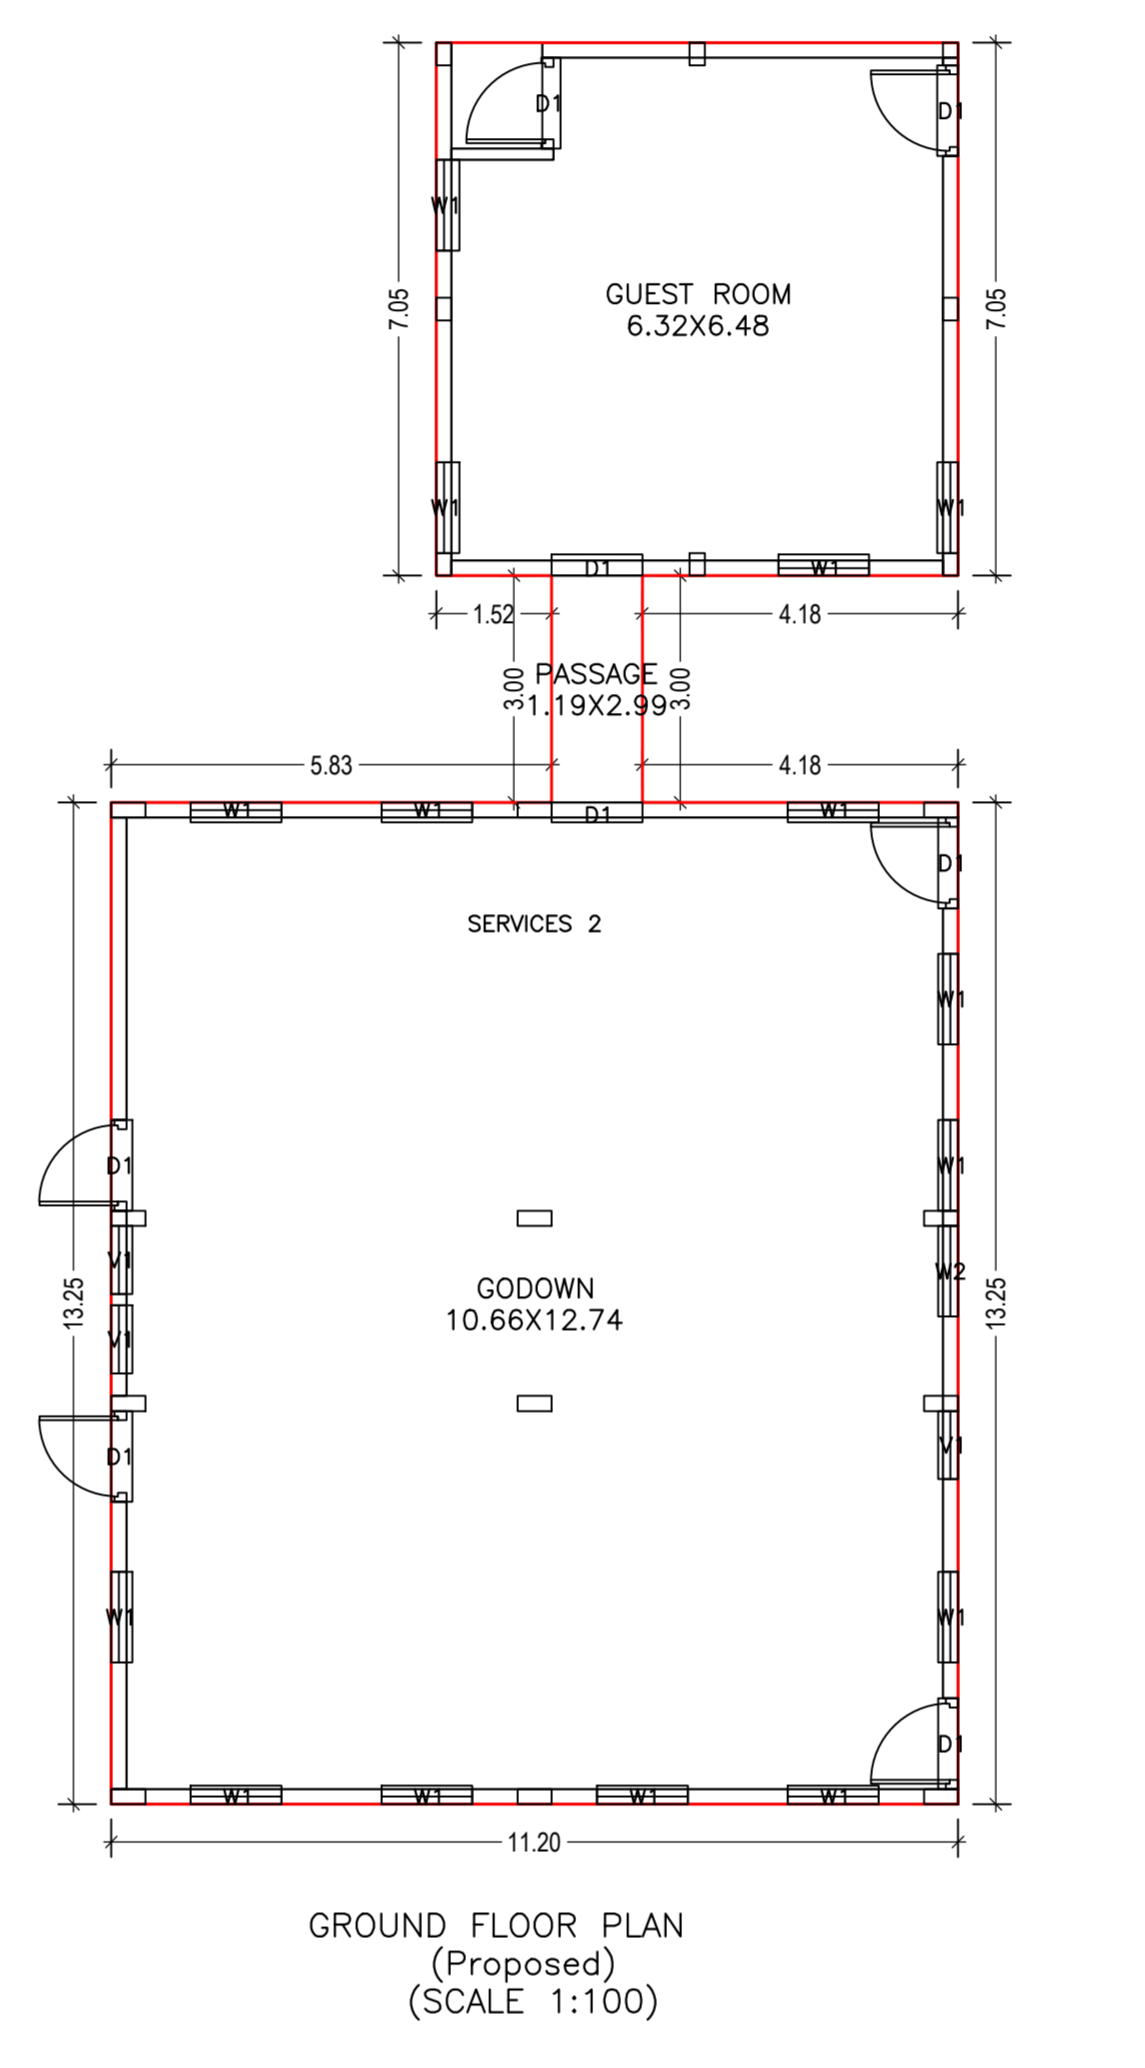 D1
D1
W1
GUEST ROOM
6.32X6.48
7.05
7.05
W1
W1
D1
W1
1.52
4.18
PASSAGE
1.19X2.99
3.00
3.00
5.83
4.18
W1
W1
D1
W1
D1
SERVICES 2
W1
D1
W1
V1
W2
GODOWN
10.66X12.74
13.25
13.25
V1
D1
V1
W1
W1
D1
W1
W1
W1
W1
11.20
GROUND FLOOR PLAN
(Proposed)
(SCALE 1:100)